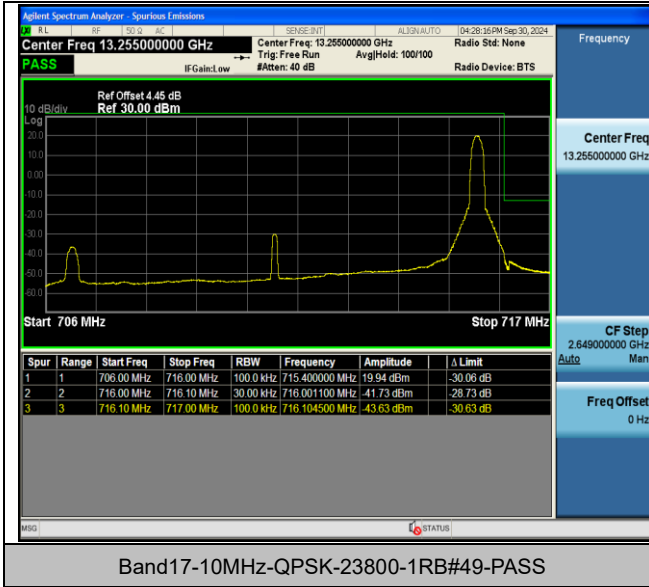 Agilent Spectrum Analyzer - Spurious Emissions
RL RF 50 Ω AC SENSE:INT ALIGN AUTO 04:28:16 PM Sep 30, 2024
Center Freq 13.255000000 GHz Center Freq: 13.255000000 GHz Radio Std: None
Trig: Free Run Avg|Hold: 100/100
PASS IFGain:Low #Atten: 40 dB Radio Device: BTS
Ref Offset 4.45 dB
10 dB/div Ref 30.00 dBm
Log
20.0
10.0
0.00
-10.0
-20.0
-30.0
-40.0
-50.0
-60.0
Start 706 MHz Stop 717 MHz
Spur Range Start Freq Stop Freq RBW Frequency Amplitude Δ Limit
1 1 706.00 MHz 716.00 MHz 100.0 kHz 715.400000 MHz 19.94 dBm -30.06 dB
2 2 716.00 MHz 716.10 MHz 30.00 kHz 716.001100 MHz -41.73 dBm -28.73 dB
3 3 716.10 MHz 717.00 MHz 100.0 kHz 716.104500 MHz -43.63 dBm -30.63 dB
MSG STATUS
Frequency
Center Freq
13.255000000 GHz
CF Step
2.649000000 GHz
Auto Man
Freq Offset
0 Hz
Band17-10MHz-QPSK-23800-1RB#49-PASS